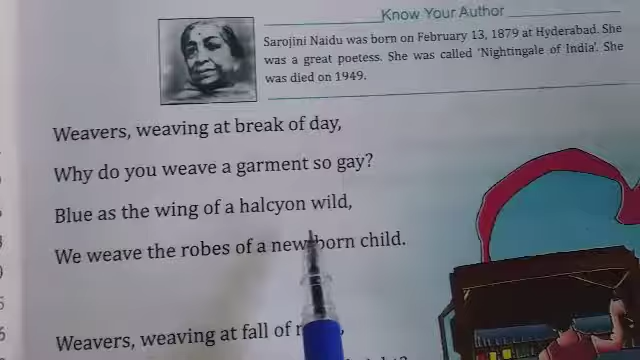 Know Your Author
Sarojini Naidu was born on February 13, 1879 at Hyderabad. She
was a great poetess. She was called 'Nightingale of India'. She
was died on 1949.
Weavers, weaving at break of day,
Why do you weave a garment so gay?
Blue as the wing of a halcyon wild,
We weave the robes of a new born child.
Weavers, weaving at fall of